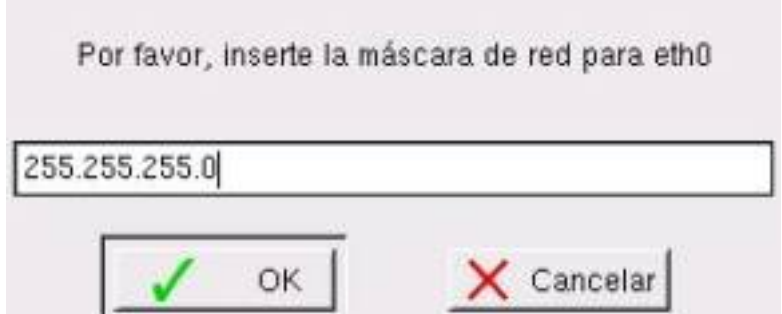 Por favor, inserte la máscara de red para eth0
255.255.255.0
OK Cancelar